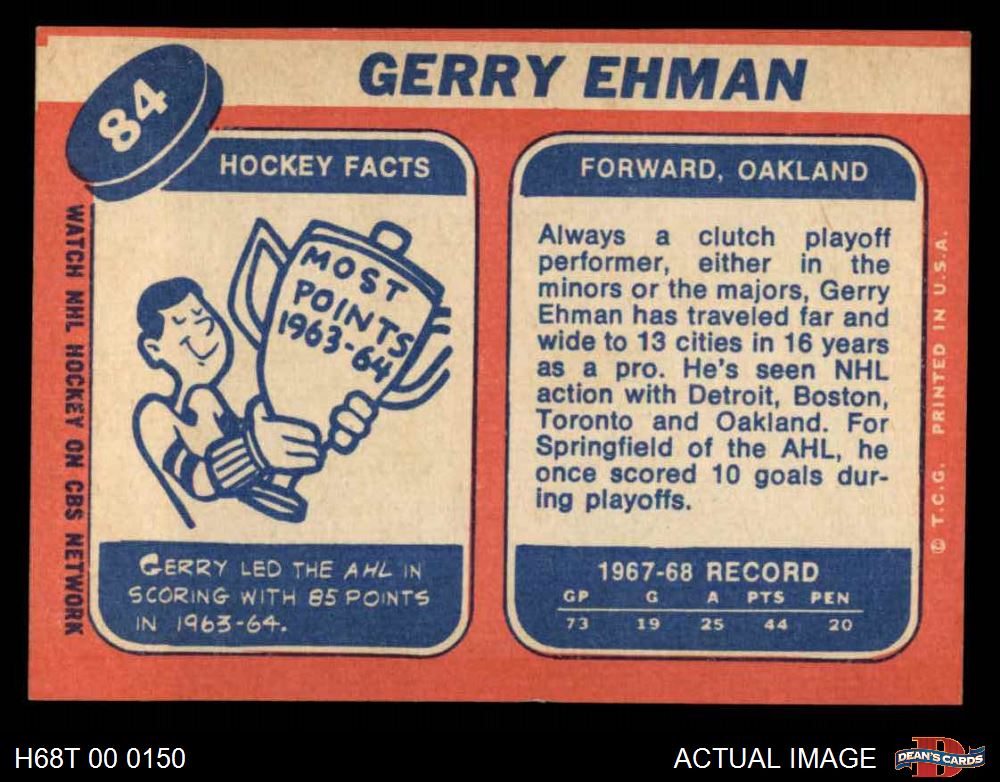 84
GERRY EHMAN
HOCKEY FACTS
MOST
POINTS
1963-64
GERRY LED THE AHL IN
SCORING WITH 85 POINTS
IN 1963-64.
WATCH NHL HOCKEY ON CBS NETWORK
FORWARD, OAKLAND
Always a clutch playoff
performer, either in the
minors or the majors, Gerry
Ehman has traveled far and
wide to 13 cities in 16 years
as a pro. He's seen NHL
action with Detroit, Boston,
Toronto and Oakland. For
Springfield of the AHL, he
once scored 10 goals dur-
ing playoffs.
1967-68 RECORD
GP G A PTS PEN
73 19 25 44 20
© T.C.G. PRINTED IN U.S.A.
H68T 00 0150
ACTUAL IMAGE
D
DEAN'S CARDS